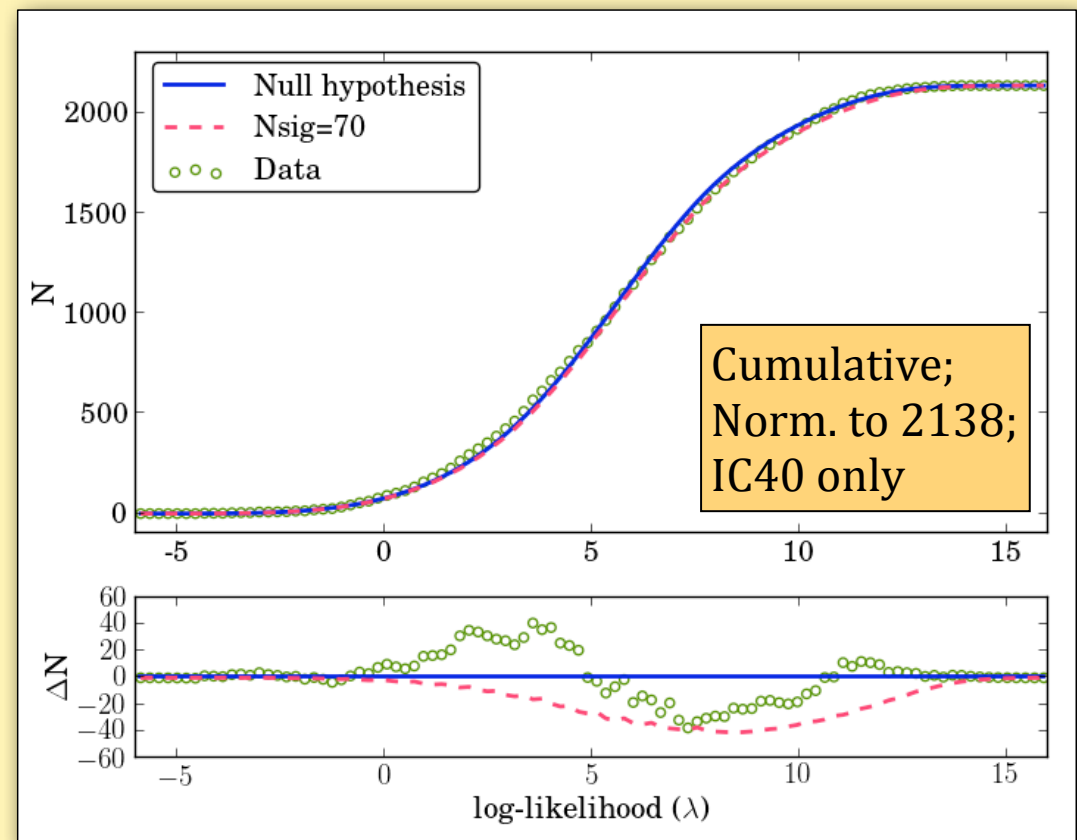 Null hypothesis
Nsig=70
Data
2000
1500
1000
500
0
N
Cumulative;
Norm. to 2138;
IC40 only
-5 0 5 10 15
60
40
20
0
−20
−40
−60
ΔN
−5 0 5 10 15
log-likelihood (λ)